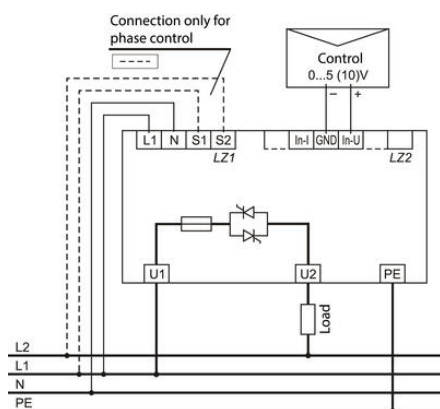 Connection only for
phase control
Control
0...5 (10)V
– +
L1 N S1 S2 In-I GND In-U
LZ1 LZ2
U1 U2 PE
Load
L2
L1
N
PE